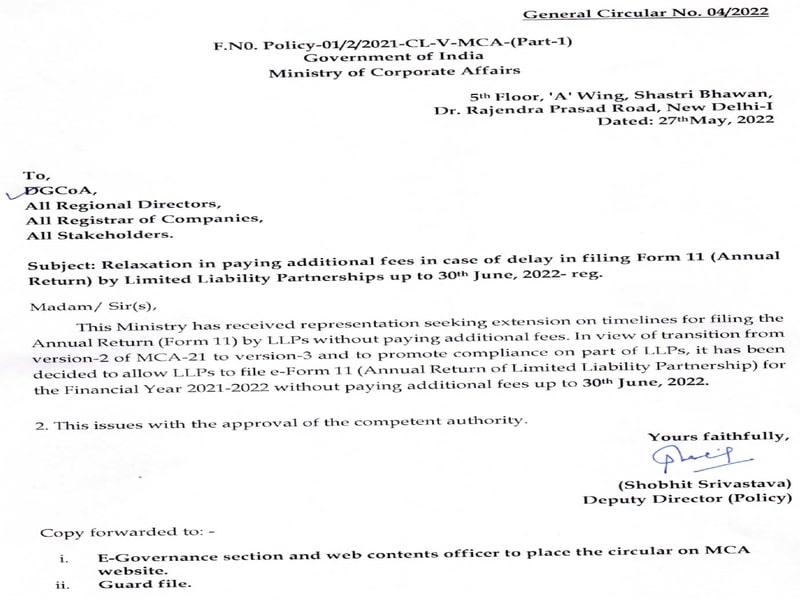 General Circular No. 04/2022
F.N0. Policy-01/2/2021-CL-V-MCA-(Part-1)
Government of India
Ministry of Corporate Affairs
5th Floor, 'A' Wing, Shastri Bhawan,
Dr. Rajendra Prasad Road, New Delhi-I
Dated: 27th May, 2022
To,
DGCoA,
All Regional Directors,
All Registrar of Companies,
All Stakeholders.
Subject: Relaxation in paying additional fees in case of delay in filing Form 11 (Annual
Return) by Limited Liability Partnerships up to 30th June, 2022- reg.
Madam/ Sir(s),
This Ministry has received representation seeking extension on timelines for filing the
Annual Return (Form 11) by LLPs without paying additional fees. In view of transition from
version-2 of MCA-21 to version-3 and to promote compliance on part of LLPs, it has been
decided to allow LLPs to file e-Form 11 (Annual Return of Limited Liability Partnership) for
the Financial Year 2021-2022 without paying additional fees up to 30th June, 2022.
2. This issues with the approval of the competent authority.
Yours faithfully,
(Shobhit Srivastava)
Deputy Director (Policy)
Copy forwarded to: -
i. E-Governance section and web contents officer to place the circular on MCA
website.
ii. Guard file.